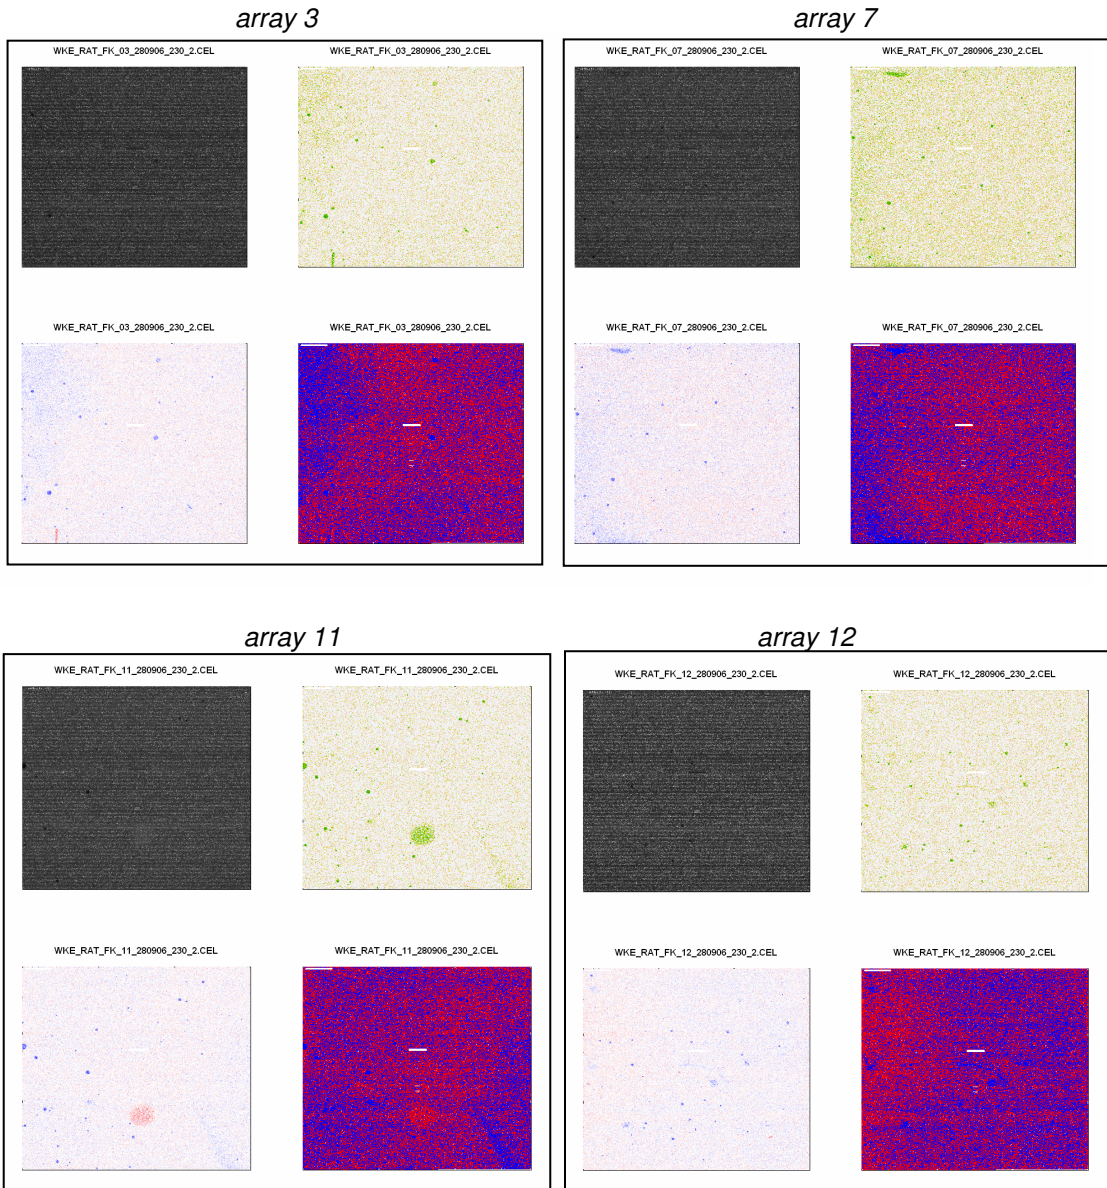 array 3
array 7
WKE_RAT_FK_03_280906_230_2.CEL
WKE_RAT_FK_03_280906_230_2.CEL
WKE_RAT_FK_07_280906_230_2.CEL
WKE_RAT_FK_07_280906_230_2.CEL
WKE_RAT_FK_03_280906_230_2.CEL
WKE_RAT_FK_03_280906_230_2.CEL
WKE_RAT_FK_07_280906_230_2.CEL
WKE_RAT_FK_07_280906_230_2.CEL
array 11
array 12
WKE_RAT_FK_11_280906_230_2.CEL
WKE_RAT_FK_11_280906_230_2.CEL
WKE_RAT_FK_12_280906_230_2.CEL
WKE_RAT_FK_12_280906_230_2.CEL
WKE_RAT_FK_11_280906_230_2.CEL
WKE_RAT_FK_11_280906_230_2.CEL
WKE_RAT_FK_12_280906_230_2.CEL
WKE_RAT_FK_12_280906_230_2.CEL